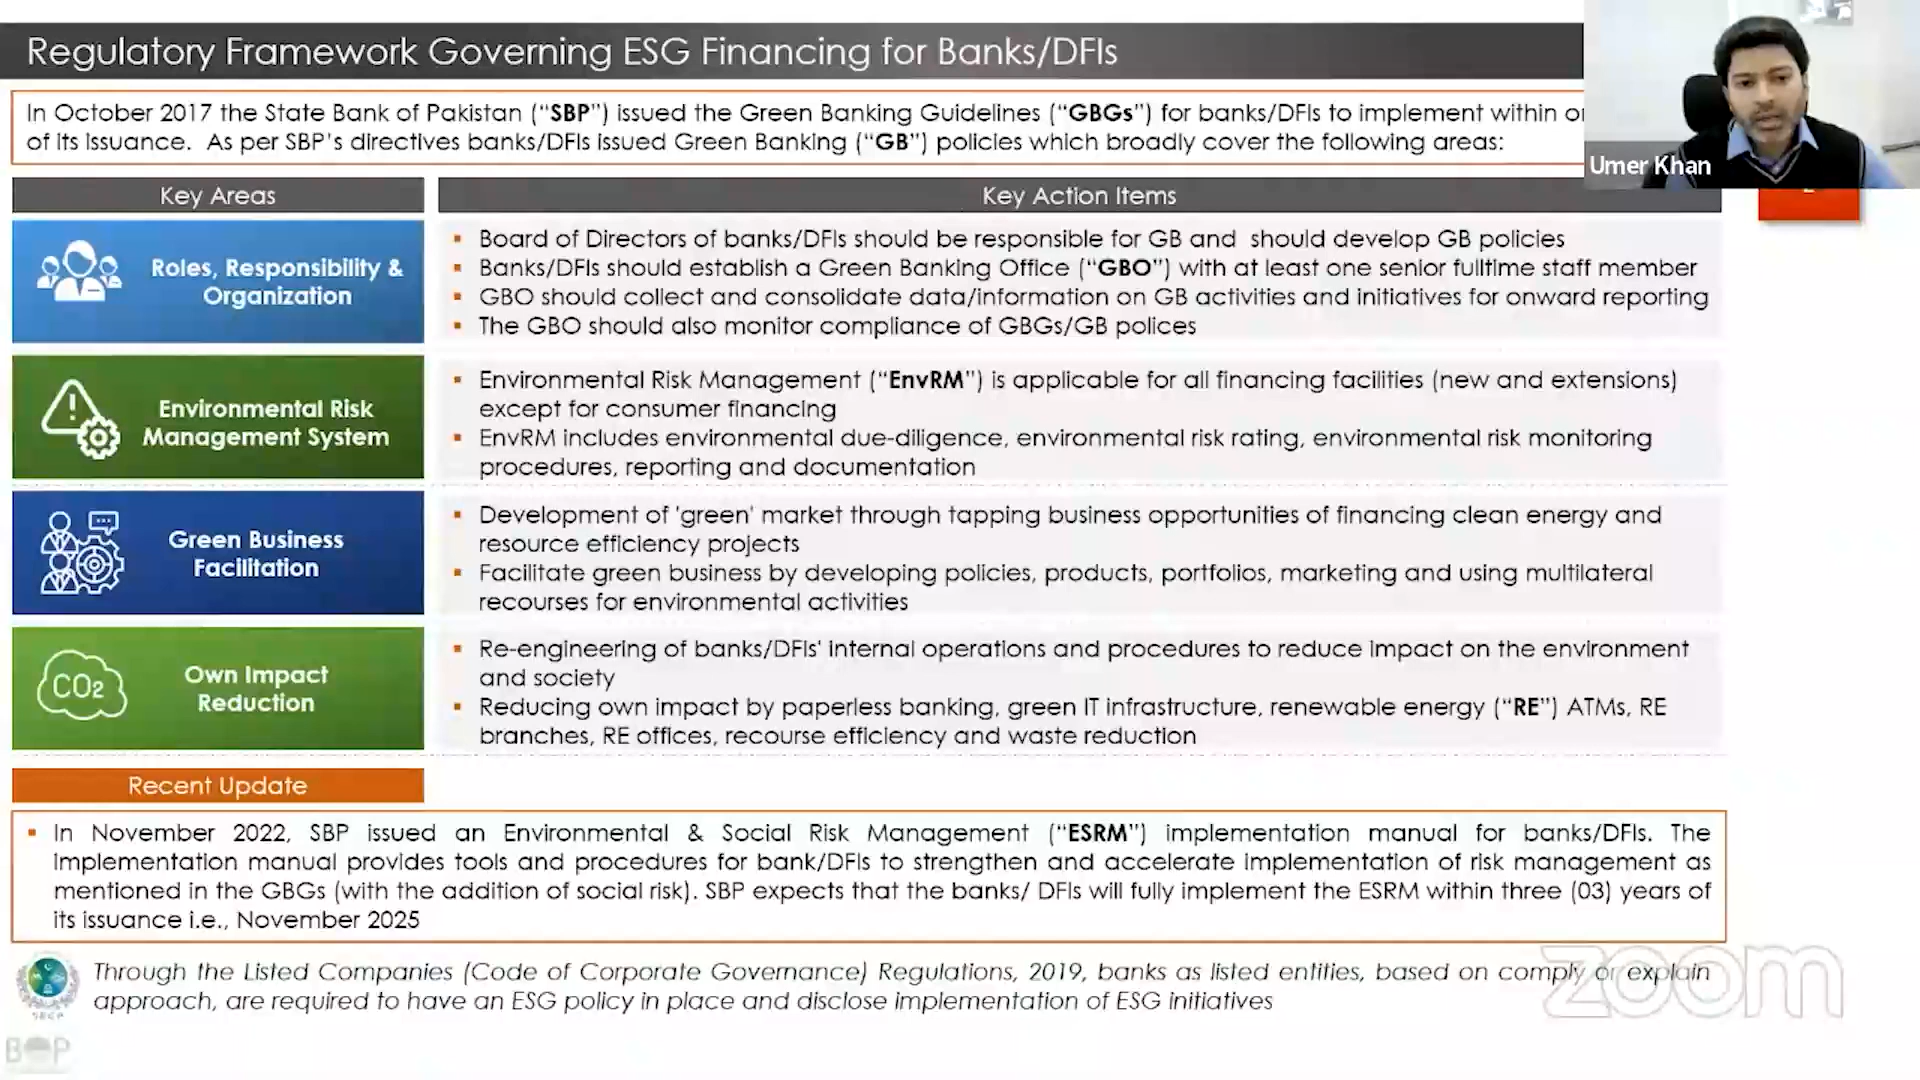 Regulatory Framework Governing ESG Financing for Banks/DFIs
In October 2017 the State Bank of Pakistan (“SBP”) issued the Green Banking Guidelines (“GBGs”) for banks/DFIs to implement within
of its issuance. As per SBP’s directives banks/DFIs issued Green Banking (“GB”) policies which broadly cover the following areas:
Umer Khan
Key Areas
Key Action Items
Roles, Responsibility &
Organization
▪ Board of Directors of banks/DFIs should be responsible for GB and should develop GB policies
▪ Banks/DFIs should establish a Green Banking Office (“GBO”) with at least one senior fulltime staff member
▪ GBO should collect and consolidate data/information on GB activities and initiatives for onward reporting
▪ The GBO should also monitor compliance of GBGs/GB polices
Environmental Risk
Management System
▪ Environmental Risk Management (“EnvRM”) is applicable for all financing facilities (new and extensions)
except for consumer financing
▪ EnvRM includes environmental due-diligence, environmental risk rating, environmental risk monitoring
procedures, reporting and documentation
Green Business
Facilitation
▪ Development of 'green' market through tapping business opportunities of financing clean energy and
resource efficiency projects
▪ Facilitate green business by developing policies, products, portfolios, marketing and using multilateral
recourses for environmental activities
CO2
Own Impact
Reduction
▪ Re-engineering of banks/DFIs' internal operations and procedures to reduce impact on the environment
and society
▪ Reducing own impact by paperless banking, green IT infrastructure, renewable energy (“RE”) ATMs, RE
branches, RE offices, recourse efficiency and waste reduction
Recent Update
▪ In November 2022, SBP issued an Environmental & Social Risk Management (“ESRM”) implementation manual for banks/DFIs. The
implementation manual provides tools and procedures for bank/DFIs to strengthen and accelerate implementation of risk management as
mentioned in the GBGs (with the addition of social risk). SBP expects that the banks/ DFIs will fully implement the ESRM within three (03) years of
its issuance i.e., November 2025
Through the Listed Companies (Code of Corporate Governance) Regulations, 2019, banks as listed entities, based on comply or explain
approach, are required to have an ESG policy in place and disclose implementation of ESG initiatives
SECP
BOP
zoom